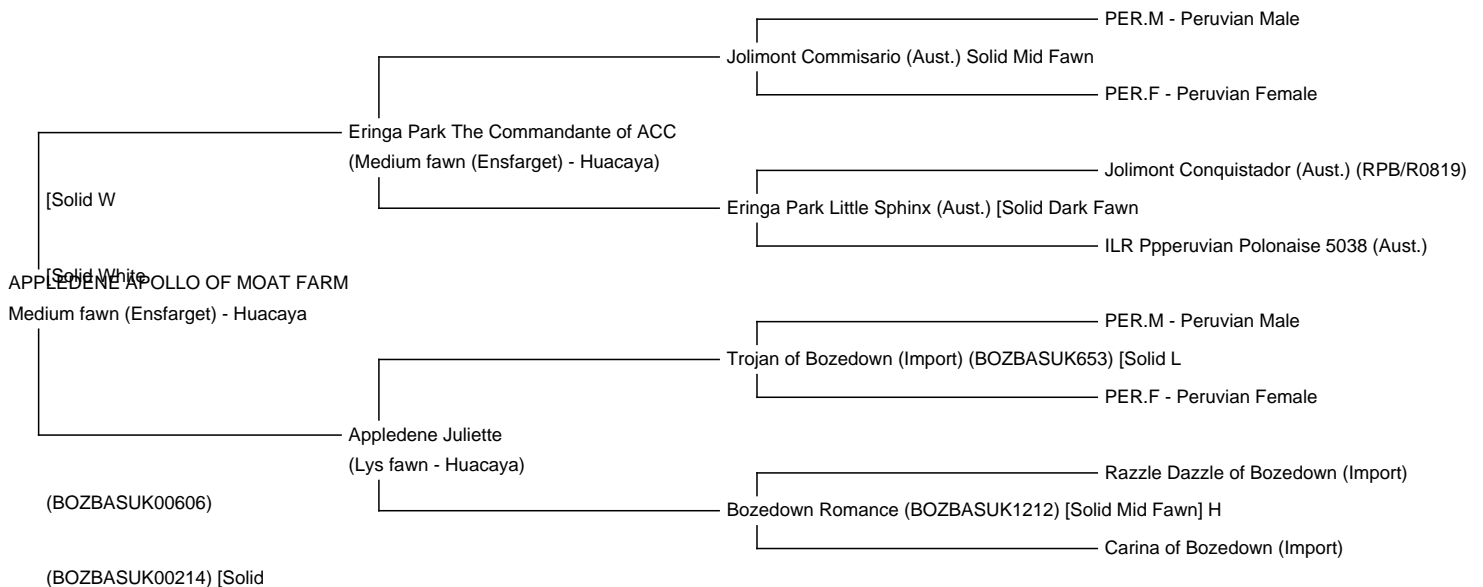 PER.M - Peruvian Male
Jolimont Commisario (Aust.) Solid Mid Fawn
PER.F - Peruvian Female
Eringa Park The Commandante of ACC
(Medium fawn (Ensfarget) - Huacaya)
Jolimont Conquistador (Aust.) (RPB/R0819)
[Solid W
Eringa Park Little Sphinx (Aust.) [Solid Dark Fawn
ILR Ppperuvian Polonaise 5038 (Aust.)
[Solid White
APPLEDENE APOLLO OF MOAT FARM
Medium fawn (Ensfarget) - Huacaya
PER.M - Peruvian Male
Trojan of Bozedown (Import) (BOZBASUK653) [Solid L
PER.F - Peruvian Female
Appledene Juliette
(Lys fawn - Huacaya)
Razzle Dazzle of Bozedown (Import)
(BOZBASUK00606)
Bozedown Romance (BOZBASUK1212) [Solid Mid Fawn] H
Carina of Bozedown (Import)
(BOZBASUK00214) [Solid